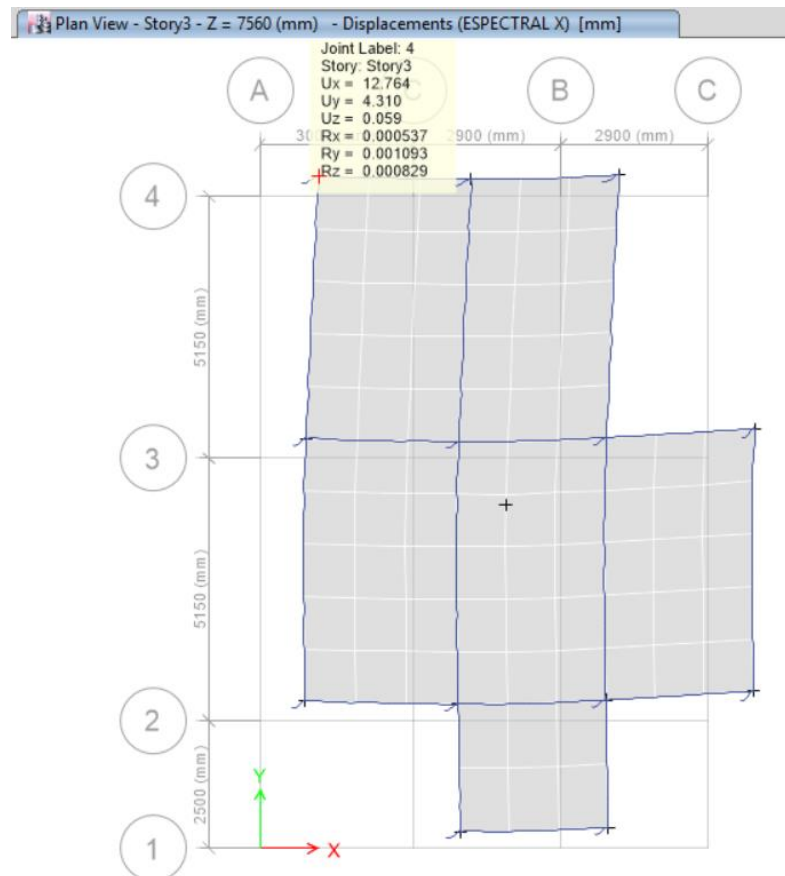 Plan View - Story3 - Z = 7560 (mm) - Displacements (ESPECTRAL X) [mm]
Joint Label: 4
Story: Story3
Ux = 12.764
Uy = 4.310
Uz = 0.059
Rx = 0.000537
Ry = 0.001093
Rz = 0.000829
A
B
C
2900 (mm)
2900 (mm)
4
5150 (mm)
3
5150 (mm)
2
2500 (mm)
1
Y
X